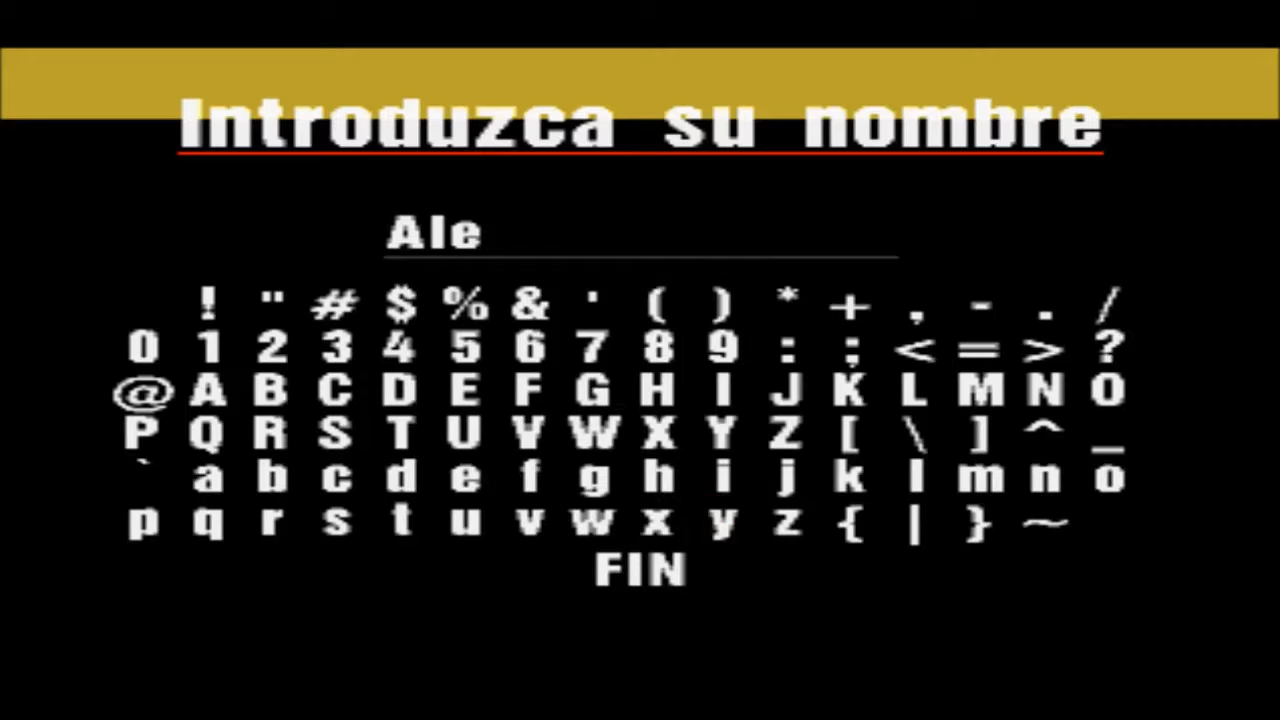 Introduzca su nombre
Ale
! " # $ % & ' ( ) * + , - . /
0 1 2 3 4 5 6 7 8 9 : ; < = > ?
@ A B C D E F G H I J K L M N O
P Q R S T U V W X Y Z [ \ ] ^ _
` a b c d e f g h i j k l m n o
p q r s t u v w x y z { | } ~
FIN